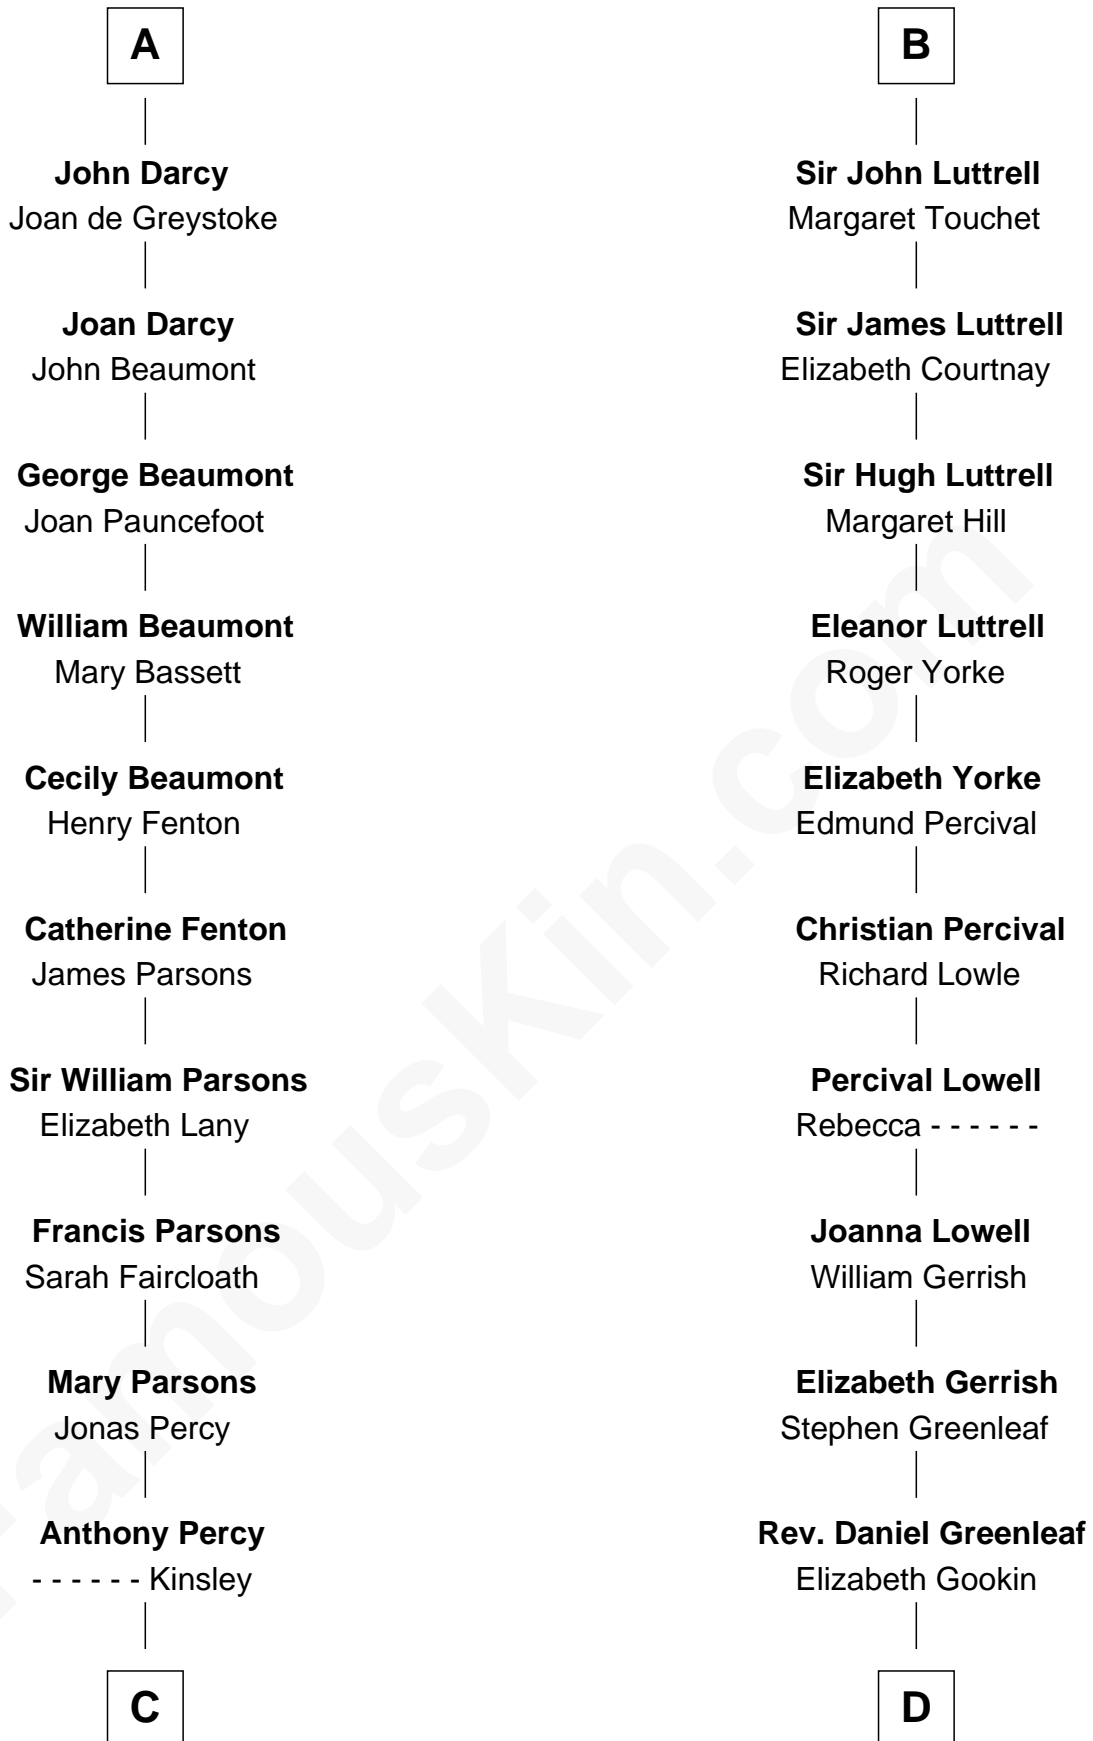 A
John Darcy
Joan de Greystoke
Joan Darcy
John Beaumont
George Beaumont
Joan Pauncefoot
William Beaumont
Mary Bassett
Cecily Beaumont
Henry Fenton
Catherine Fenton
James Parsons
Sir William Parsons
Elizabeth Lany
Francis Parsons
Sarah Faircloath
Mary Parsons
Jonas Percy
Anthony Percy
- - - - - - Kinsley
C
B
Sir John Luttrell
Margaret Touchet
Sir James Luttrell
Elizabeth Courtnay
Sir Hugh Luttrell
Margaret Hill
Eleanor Luttrell
Roger Yorke
Elizabeth Yorke
Edmund Percival
Christian Percival
Richard Lowle
Percival Lowell
Rebecca - - - - - -
Joanna Lowell
William Gerrish
Elizabeth Gerrish
Stephen Greenleaf
Rev. Daniel Greenleaf
Elizabeth Gookin
D
FamousKin.com